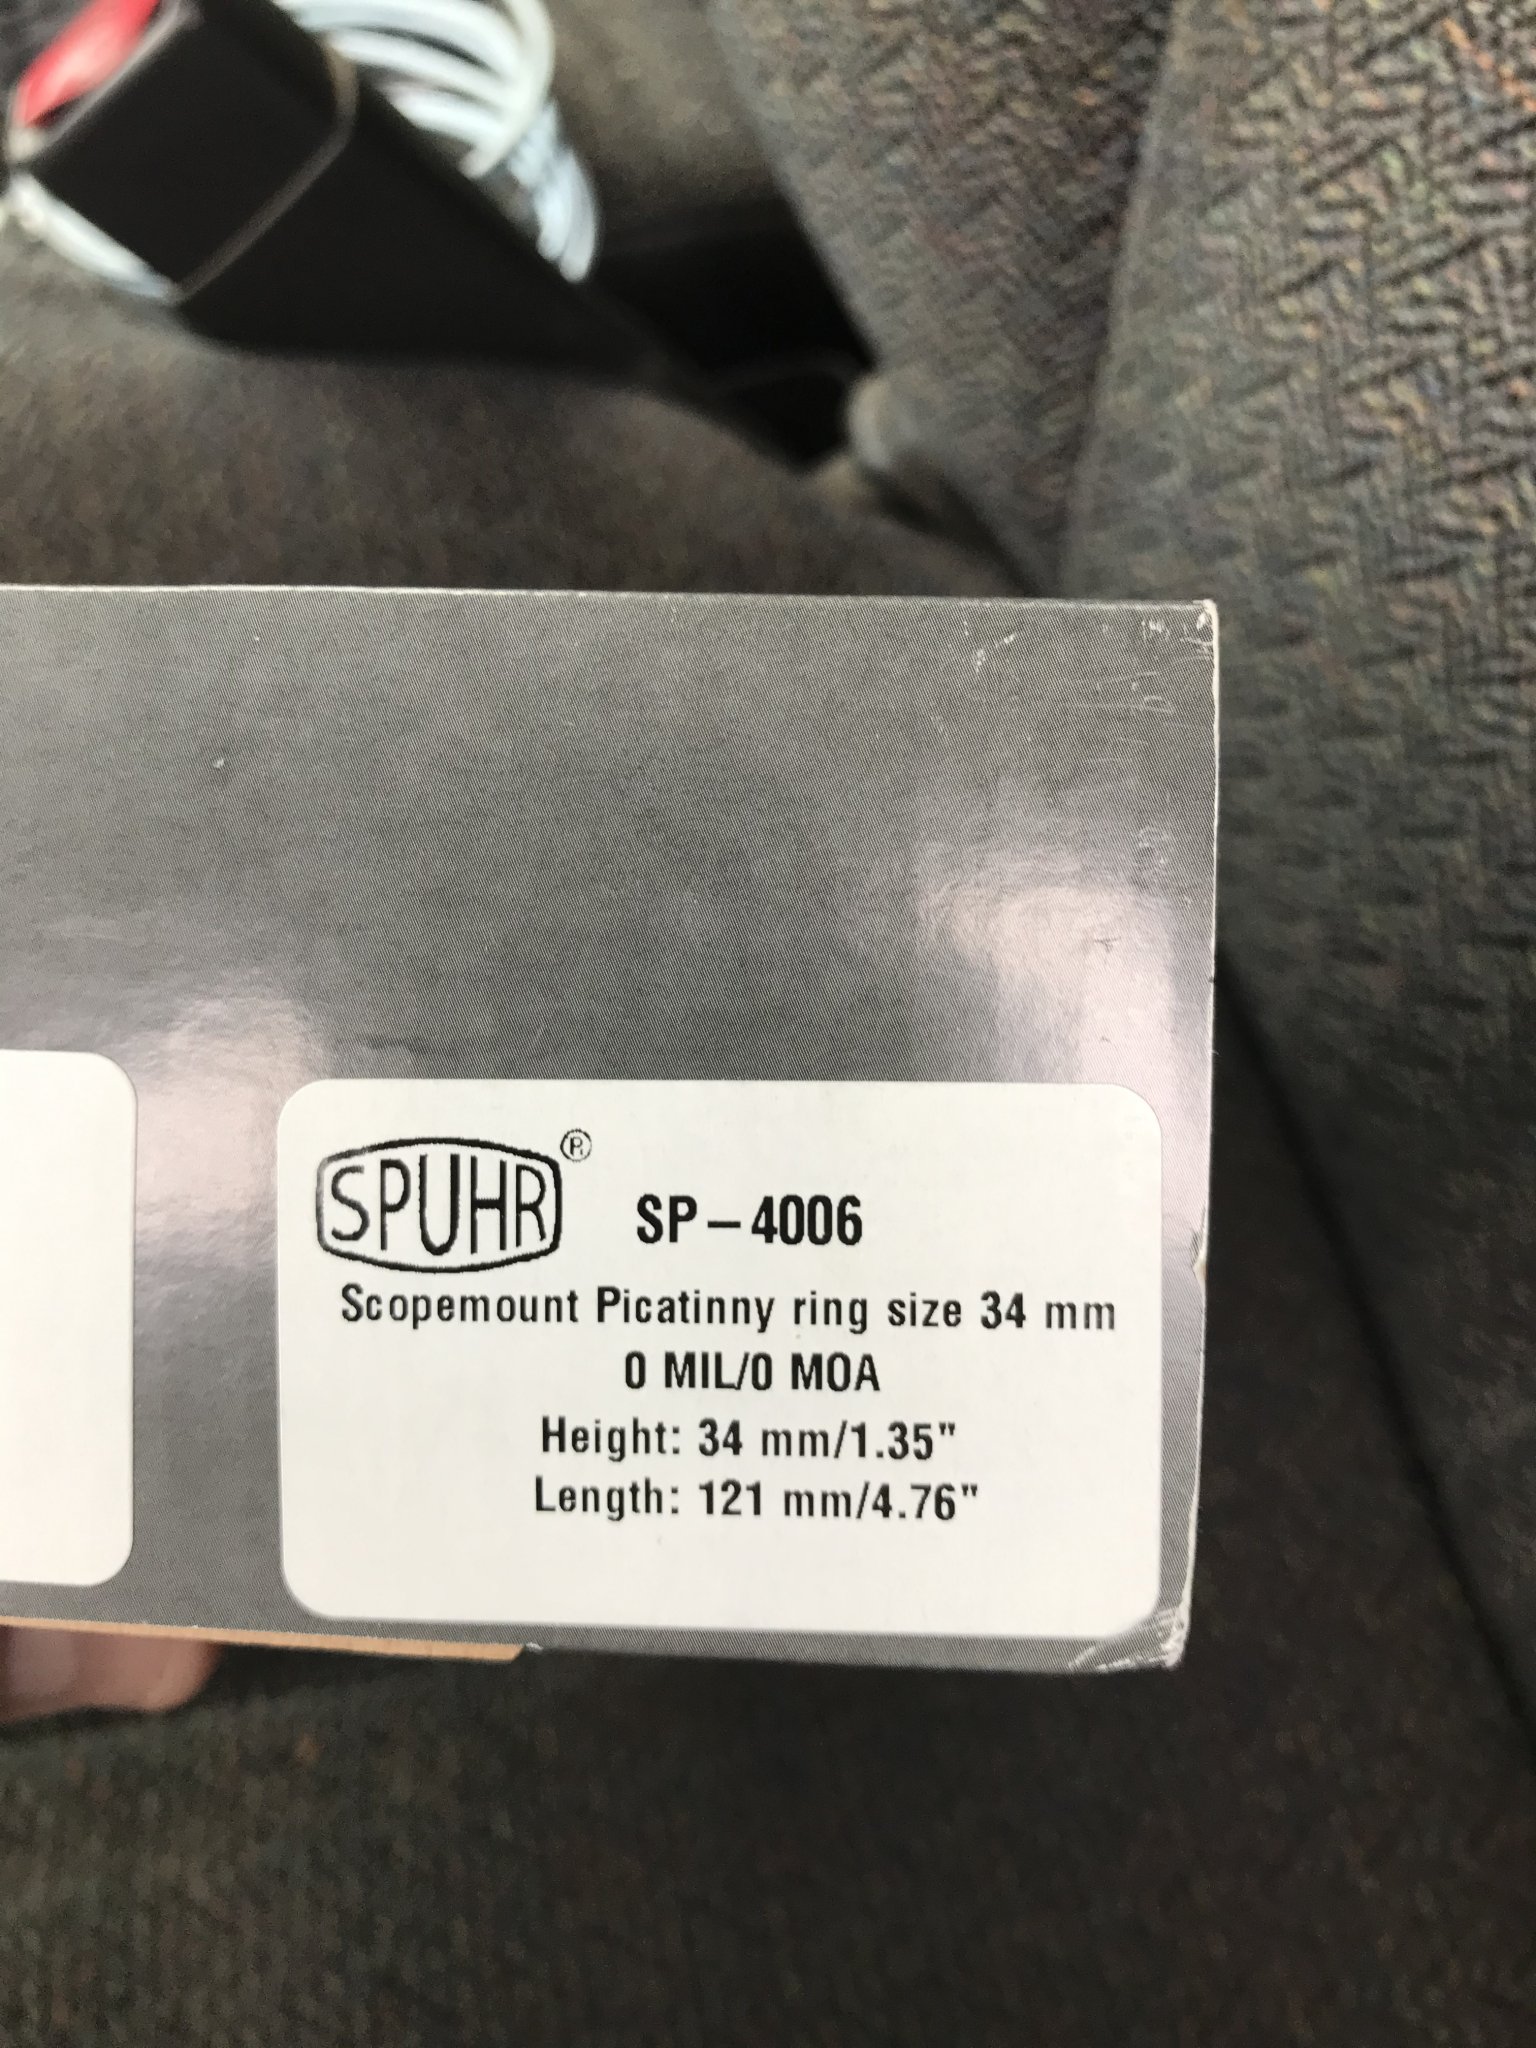 SPUHR® SP-4006
Scopemount Picatinny ring size 34 mm
0 MIL/0 MOA
Height: 34 mm/1.35"
Length: 121 mm/4.76"